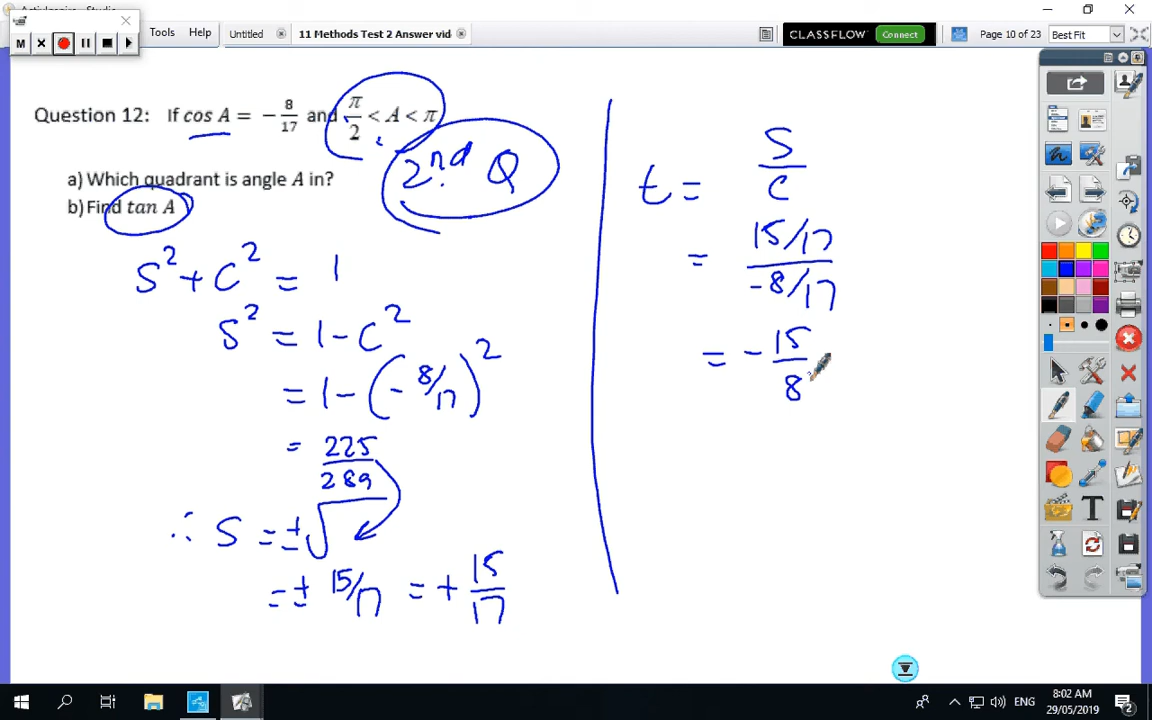 Tools Help Untitled 11 Methods Test 2 Answer vid CLASSFLOW Connect Page 10 of 23 Best Fit
M
Question 12: If cos A = −8/17 and π/2 < A < π
2nd Q
a) Which quadrant is angle A in?
b) Find tan A
S² + C² = 1
S² = 1 - C²
= 1 - (-8/17)²
= 225/289
∴ S = ±√
= ± 15/17 = + 15/17
t = S/C
= 15/17 / -8/17
= - 15/8
T
ENG
8:02 AM
29/05/2019
2